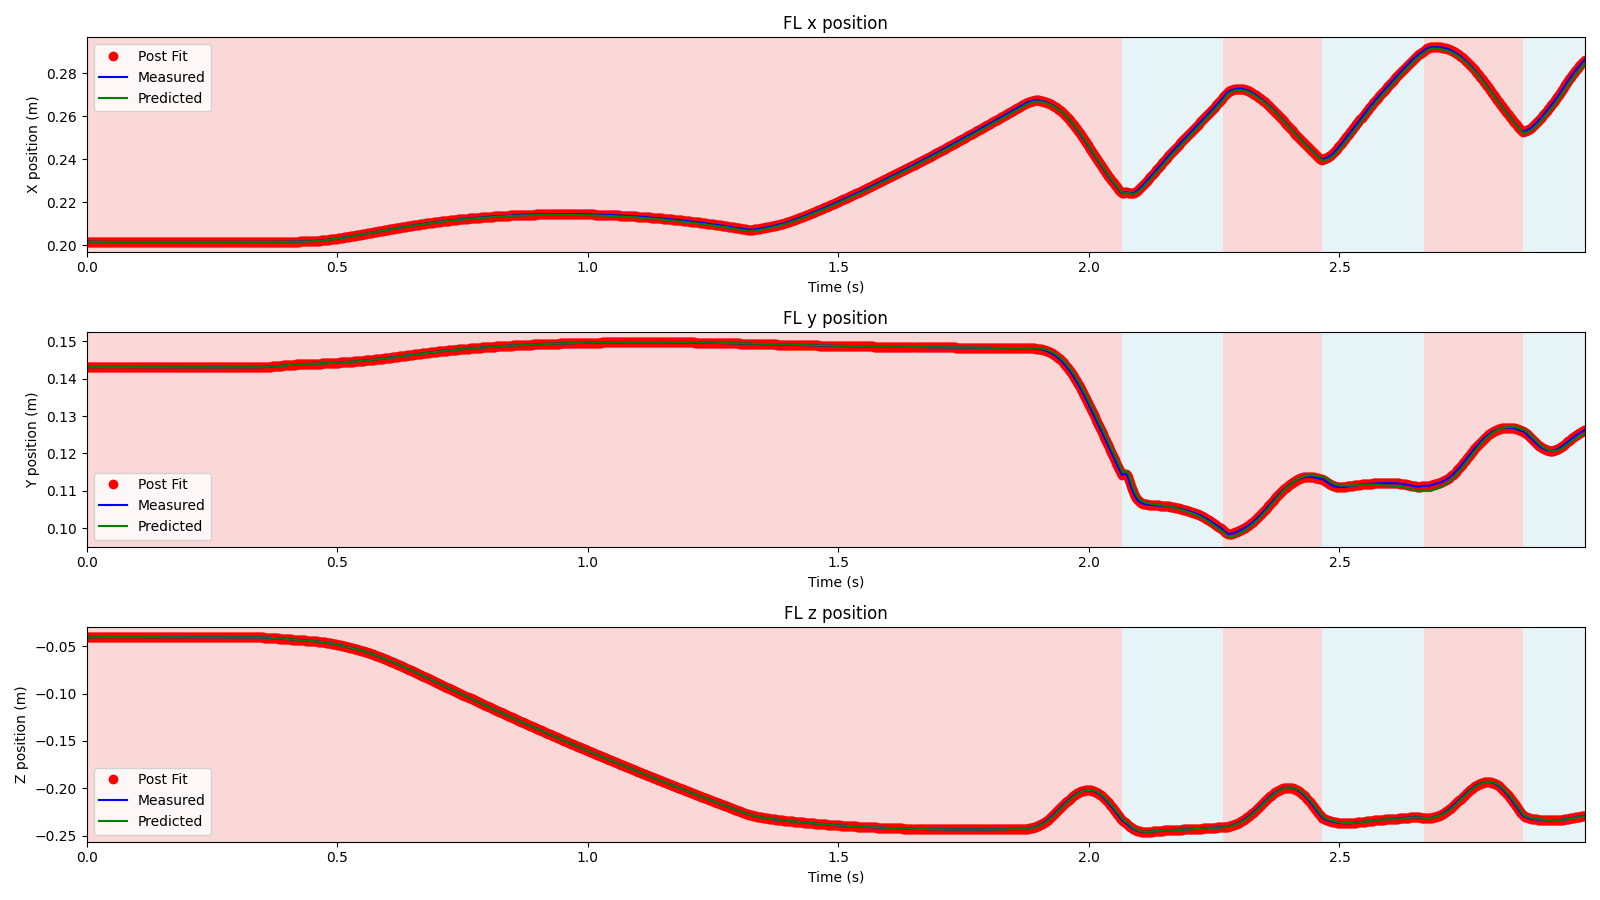 FL x position
Post Fit
Measured
Predicted
X position (m)
0.28
0.26
0.24
0.22
0.20
0.0 0.5 1.0 1.5 2.0 2.5
Time (s)
FL y position
Post Fit
Measured
Predicted
Y position (m)
0.15
0.14
0.13
0.12
0.11
0.10
0.0 0.5 1.0 1.5 2.0 2.5
Time (s)
FL z position
Post Fit
Measured
Predicted
Z position (m)
−0.05
−0.10
−0.15
−0.20
−0.25
0.0 0.5 1.0 1.5 2.0 2.5
Time (s)